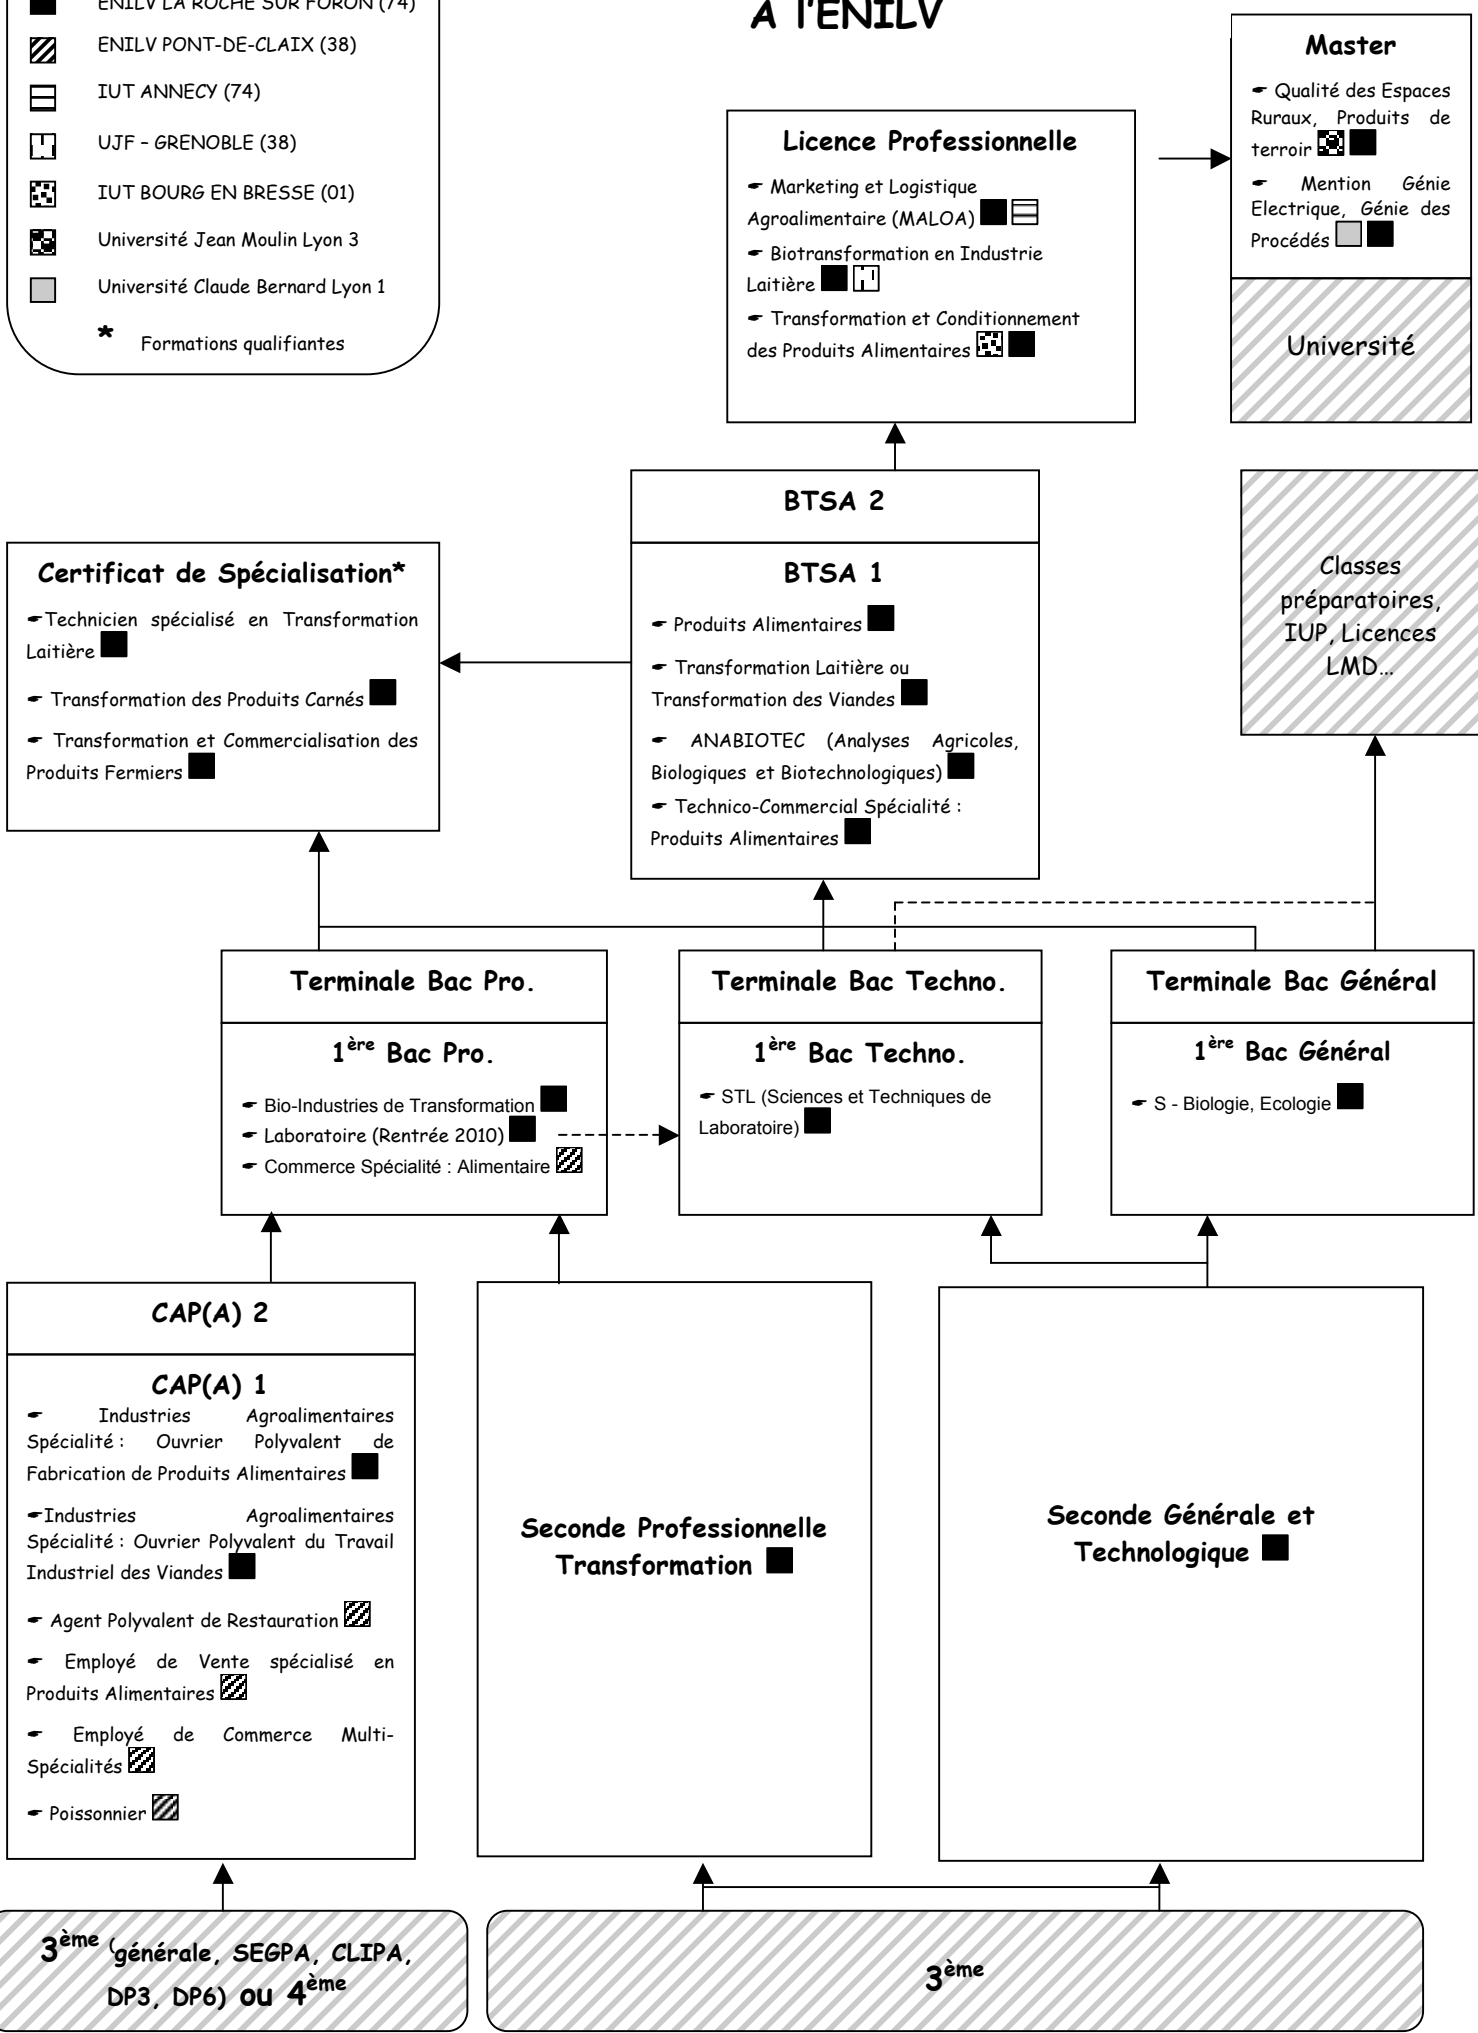 A l'ENILV
ENILV LA ROCHE SUR FORON (74)
ENILV PONT-DE-CLAIX (38)
IUT ANNECY (74)
UJF – GRENOBLE (38)
IUT BOURG EN BRESSE (01)
Université Jean Moulin Lyon 3
Université Claude Bernard Lyon 1
* Formations qualifiantes
Master
☛ Qualité des Espaces
Ruraux, Produits de
terroir
☛ Mention Génie
Electrique, Génie des
Procédés
Université
Licence Professionnelle
☛ Marketing et Logistique
Agroalimentaire (MALOA)
☛ Biotransformation en Industrie
Laitière
☛ Transformation et Conditionnement
des Produits Alimentaires
BTSA 2
BTSA 1
☛ Produits Alimentaires
☛ Transformation Laitière ou
Transformation des Viandes
☛ ANABIOTEC (Analyses Agricoles,
Biologiques et Biotechnologiques)
☛ Technico-Commercial Spécialité :
Produits Alimentaires
Certificat de Spécialisation*
☛Technicien spécialisé en Transformation
Laitière
☛ Transformation des Produits Carnés
☛ Transformation et Commercialisation des
Produits Fermiers
Classes
préparatoires,
IUP, Licences
LMD…
Terminale Bac Pro.
1ère Bac Pro.
☛ Bio-Industries de Transformation
☛ Laboratoire (Rentrée 2010)
☛ Commerce Spécialité : Alimentaire
Terminale Bac Techno.
1ère Bac Techno.
☛ STL (Sciences et Techniques de
Laboratoire)
Terminale Bac Général
1ère Bac Général
☛ S - Biologie, Ecologie
CAP(A) 2
CAP(A) 1
☛ Industries Agroalimentaires
Spécialité : Ouvrier Polyvalent de
Fabrication de Produits Alimentaires
☛Industries Agroalimentaires
Spécialité : Ouvrier Polyvalent du Travail
Industriel des Viandes
☛ Agent Polyvalent de Restauration
☛ Employé de Vente spécialisé en
Produits Alimentaires
☛ Employé de Commerce Multi-
Spécialités
☛ Poissonnier
Seconde Professionnelle
Transformation
Seconde Générale et
Technologique
3ème (générale, SEGPA, CLIPA,
DP3, DP6) ou 4ème
3ème